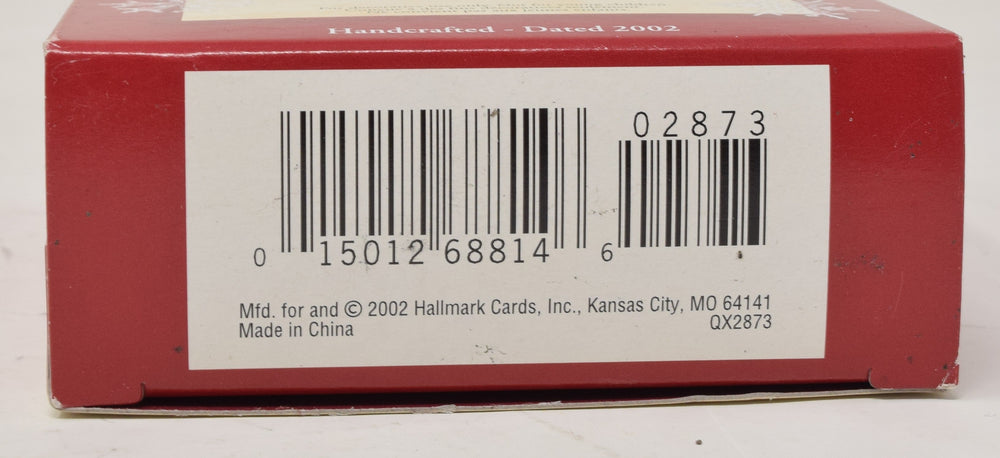 Handcrafted - Dated 2002
02873
0 15012 68814 6
Mfd. for and © 2002 Hallmark Cards, Inc., Kansas City, MO 64141
Made in China QX2873